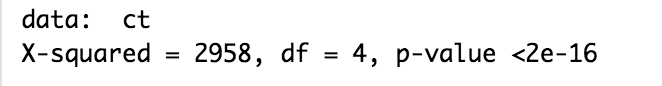 data:  ct
X-squared = 2958, df = 4, p-value <2e-16